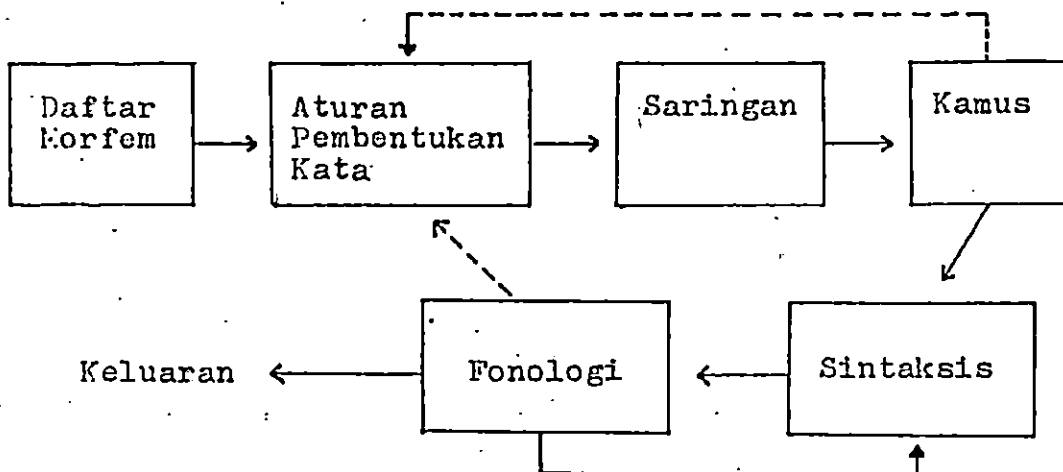 Daftar
Morfem
Aturan
Pembentukan
Kata
Saringan
Kamus
Keluaran
Fonologi
Sintaksis